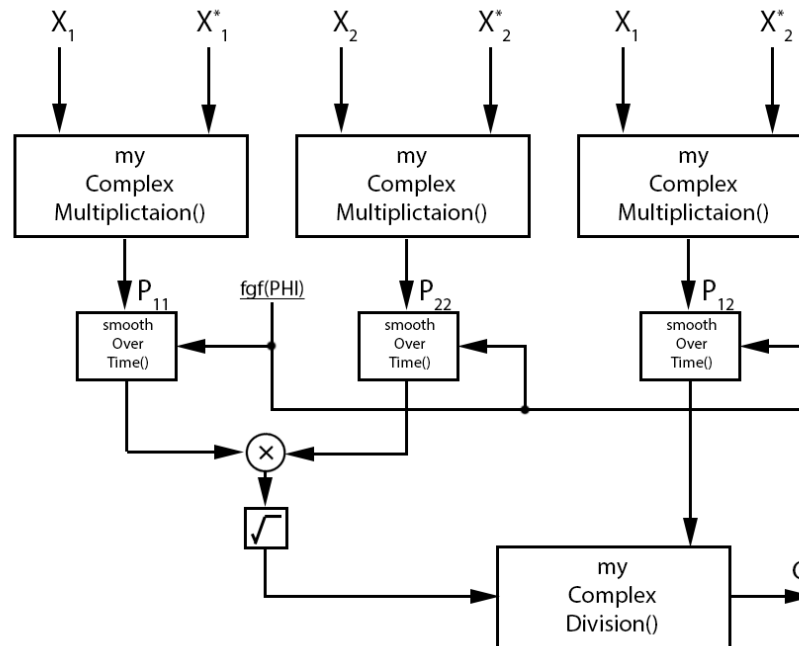 X₁ X*₁ X₂ X*₂ X₁ X*₂
my my my
Complex Complex Complex
Multiplictaion() Multiplictaion() Multiplictaion()
P₁₁ fgf(PHI) P₂₂ P₁₂
smooth smooth smooth
Over Over Over
Time() Time() Time()
×
√
my
Complex
Division()